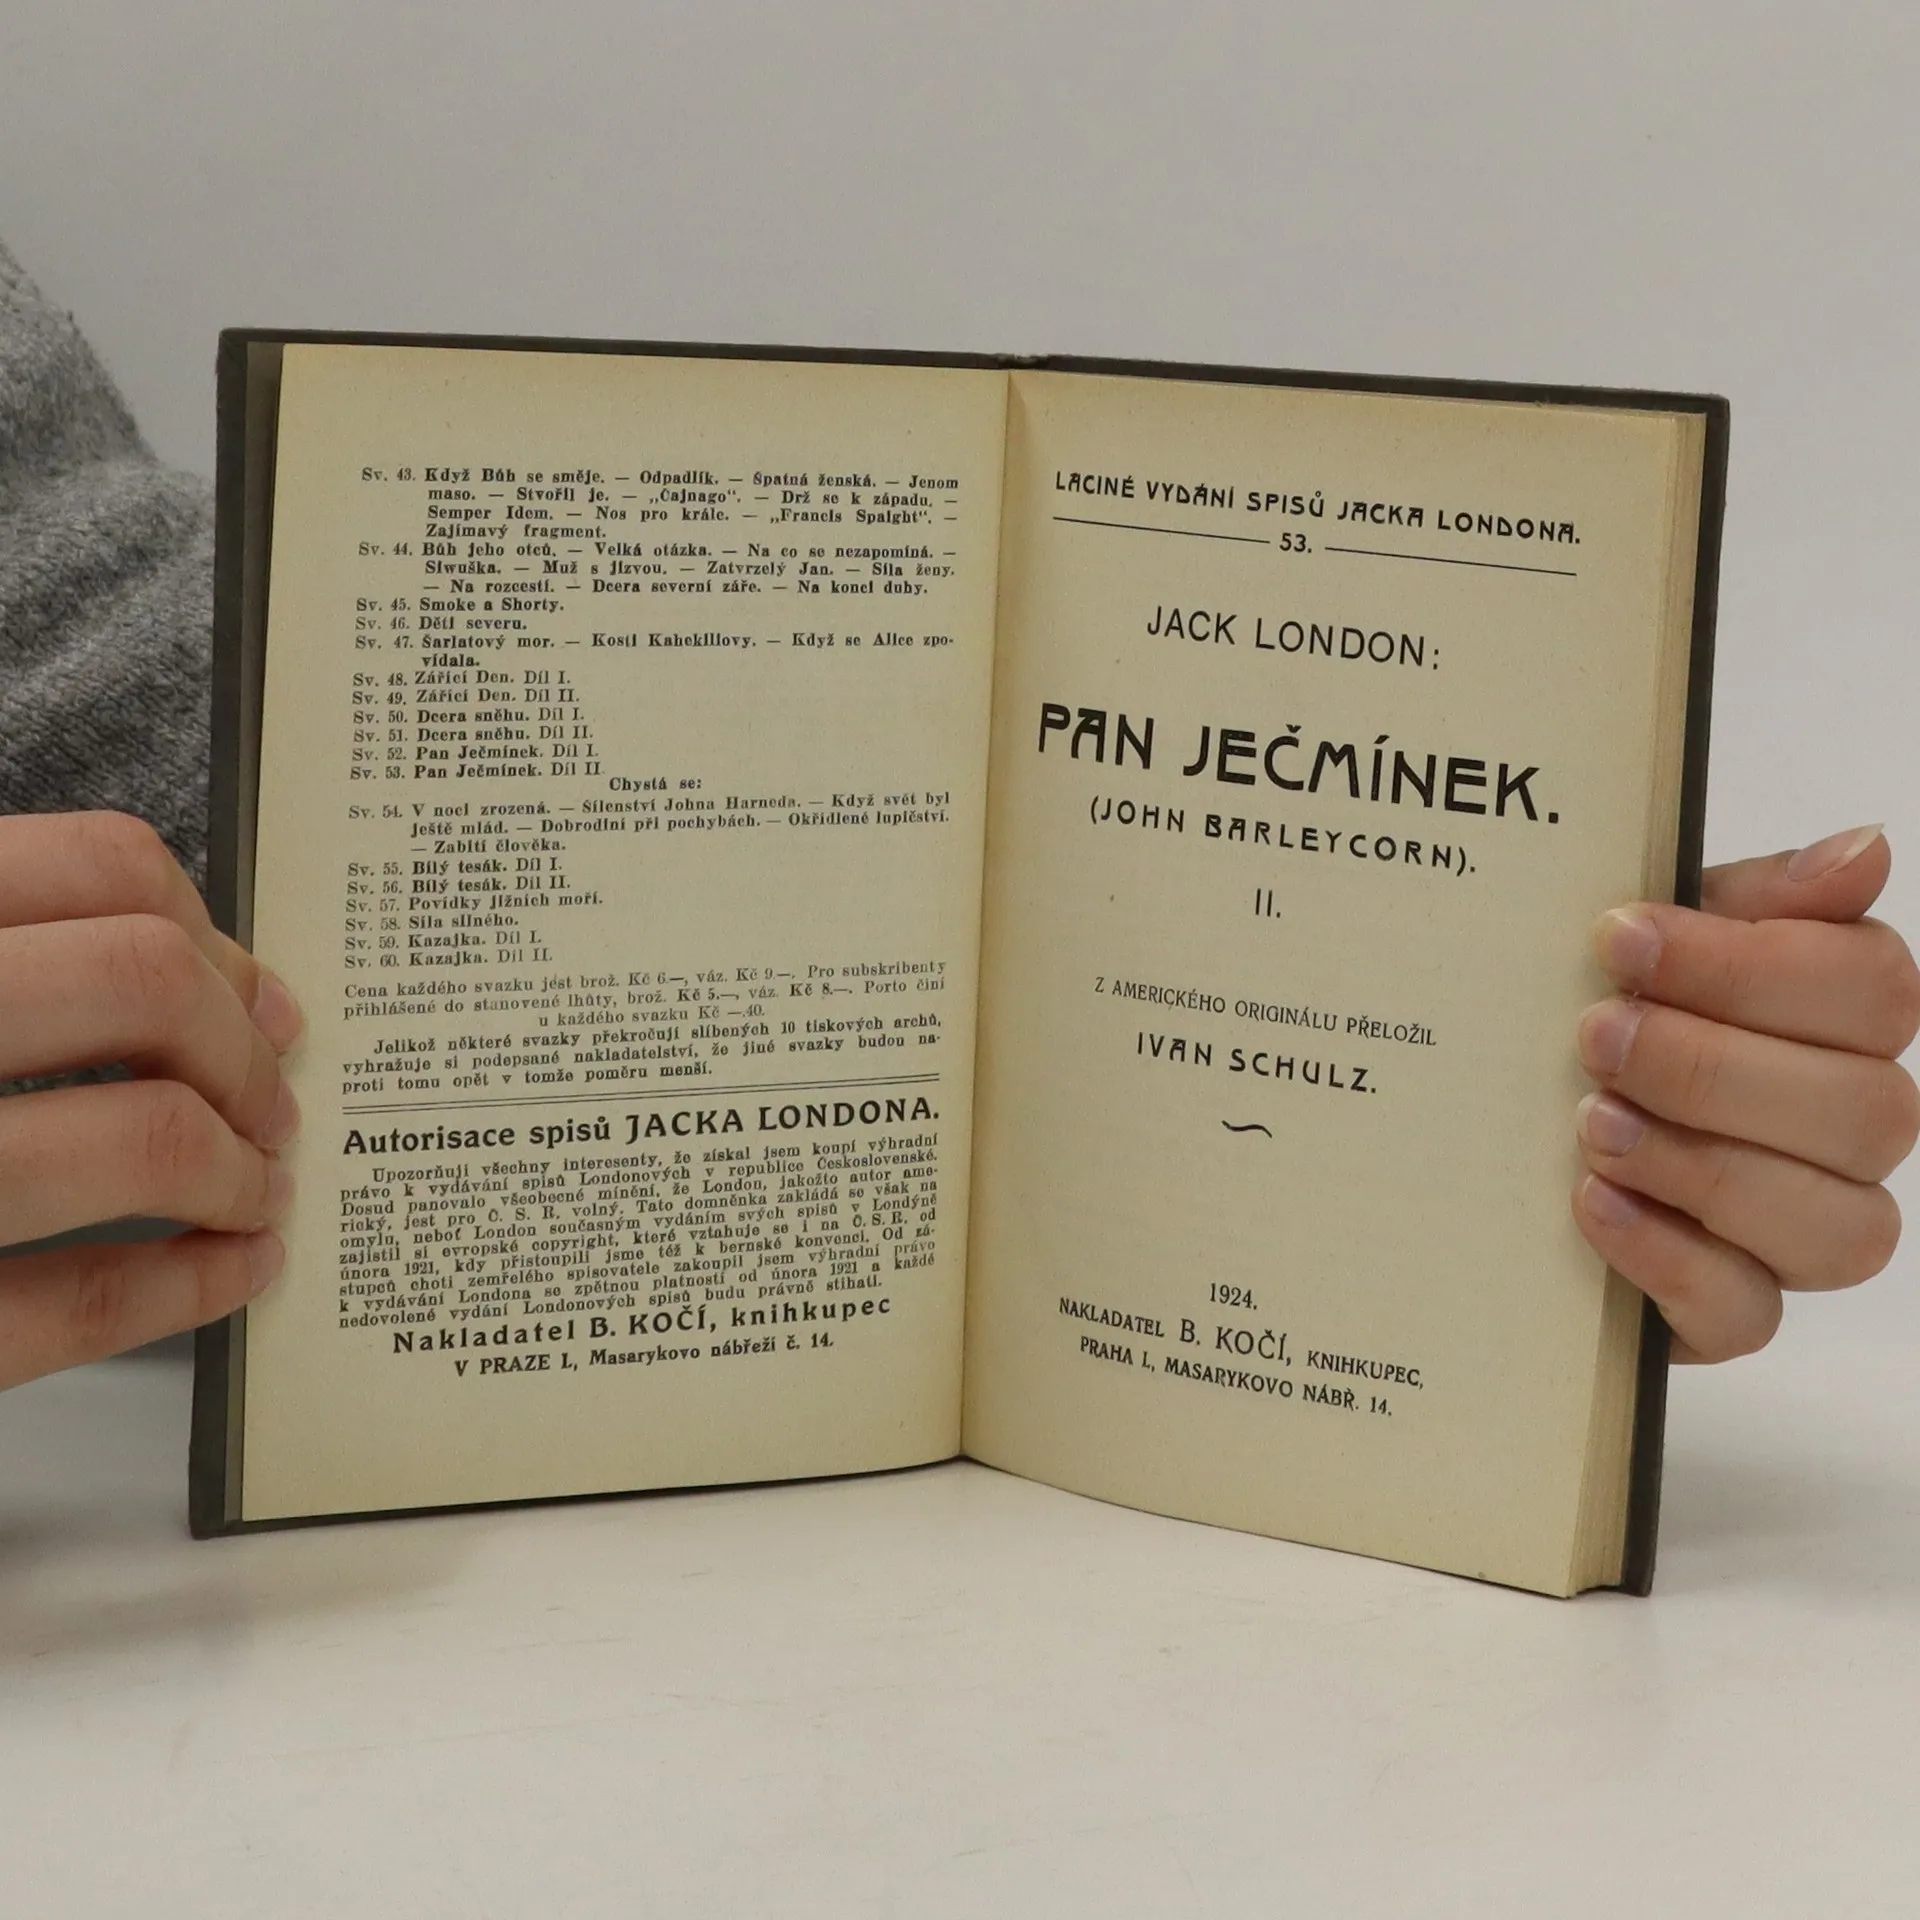 Sv. 43. Když Bůh se směje. — Odpadlík. — Špatná ženská. — Jenom
maso. — Stvořil je. — „Čajnago“. — Drž se k západu. —
Semper Idem. — Nos pro krále. — „Francis Spaight“. —
Zajímavý fragment.
Sv. 44. Bůh jeho otců. — Velká otázka. — Na co se nezapomíná. —
Siwuška. — Muž s jizvou. — Zatvrzelý Jan. — Síla ženy.
— Na rozcestí. — Dcera severní záře. — Na konci duhy.
Sv. 45. Smoke a Shorty.
Sv. 46. Děti severu.
Sv. 47. Šarlatový mor. — Kosti Kahekiliovy. — Když se Alice zpo-
vídala.
Sv. 48. Zářící Den. Díl I.
Sv. 49. Zářící Den. Díl II.
Sv. 50. Dcera sněhu. Díl I.
Sv. 51. Dcera sněhu. Díl II.
Sv. 52. Pan Ječmínek. Díl I.
Sv. 53. Pan Ječmínek. Díl II.
Chystá se:
Sv. 54. V noci zrozená. — Šílenství Johna Harneda. — Když svět byl
ještě mlád. — Dobrodiní při pochybách. — Okřídlené lupičství.
— Zabití člověka.
Sv. 55. Bílý tesák. Díl I.
Sv. 56. Bílý tesák. Díl II.
Sv. 57. Povídky jižních moří.
Sv. 58. Síla silného.
Sv. 59. Kazajka. Díl I.
Sv. 60. Kazajka. Díl II.
Cena každého svazku jest brož. Kč 6.—, váz. Kč 9.—. Pro subskribenty
přihlášené do stanovené lhůty, brož. Kč 5.—, váz. Kč 8.—. Porto činí
u každého svazku Kč —.40.
Jelikož některé svazky překročují slíbených 10 tiskových archů,
vyhražuje si podepsané nakladatelství, že jiné svazky budou na-
proti tomu opět v tomže poměru menší.
Autorisace spisů JACKA LONDONA.
Upozorňuji všechny interesenty, že získal jsem koupí výhradní
právo k vydávání spisů Londonových v republice Československé.
Dosud panovalo všeobecné mínění, že London, jakožto autor ame-
rický, jest pro Č. S. R. volný. Tato domněnka zakládá se však na
omylu, neboť London současným vydáním svých spisů v Londýně
zajistil si evropské copyright, které vztahuje se i na Č. S. R. od
února 1921, kdy přistoupili jsme též k bernské konvenci. Od zá-
stupců choti zemřelého spisovatele zakoupil jsem výhradní právo
k vydávání Londona se zpětnou platností od února 1921 a každé
nedovolené vydání Londonových spisů budu právně stíhati.
Nakladatel B. KOČÍ, knihkupec
V PRAZE I., Masarykovo nábřeží č. 14.
LACINÉ VYDÁNÍ SPISŮ JACKA LONDONA.
53.
JACK LONDON:
PAN JEČMÍNEK.
(JOHN BARLEYCORN).
II.
Z AMERICKÉHO ORIGINÁLU PŘELOŽIL
IVAN SCHULZ.
1924.
NAKLADATEL B. KOČÍ, KNIHKUPEC,
PRAHA I., MASARYKOVO NÁBŘ. 14.